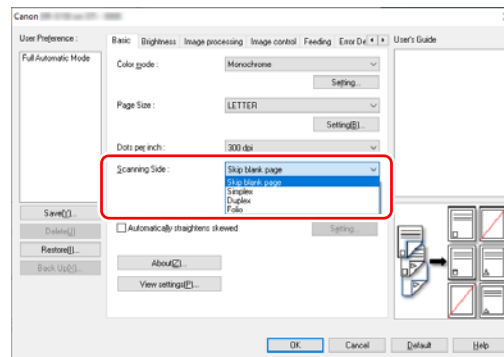 Canon
User Preference :
Full Automatic Mode
Save(Y)...
Restore(I)...
Basic Brightness Image processing Image control Feeding Error De
Color mode :
Monochrome
Setting...
Page Size :
LETTER
Setting(B)...
Dots per inch :
300 dpi
Scanning Side :
Skip blank page
Skip blank page
Simplex
Duplex
Folio
Automatically straightens skewed
Setting...
About(Z)...
View settings(P)...
User's Guide
OK
Cancel
Default
Help